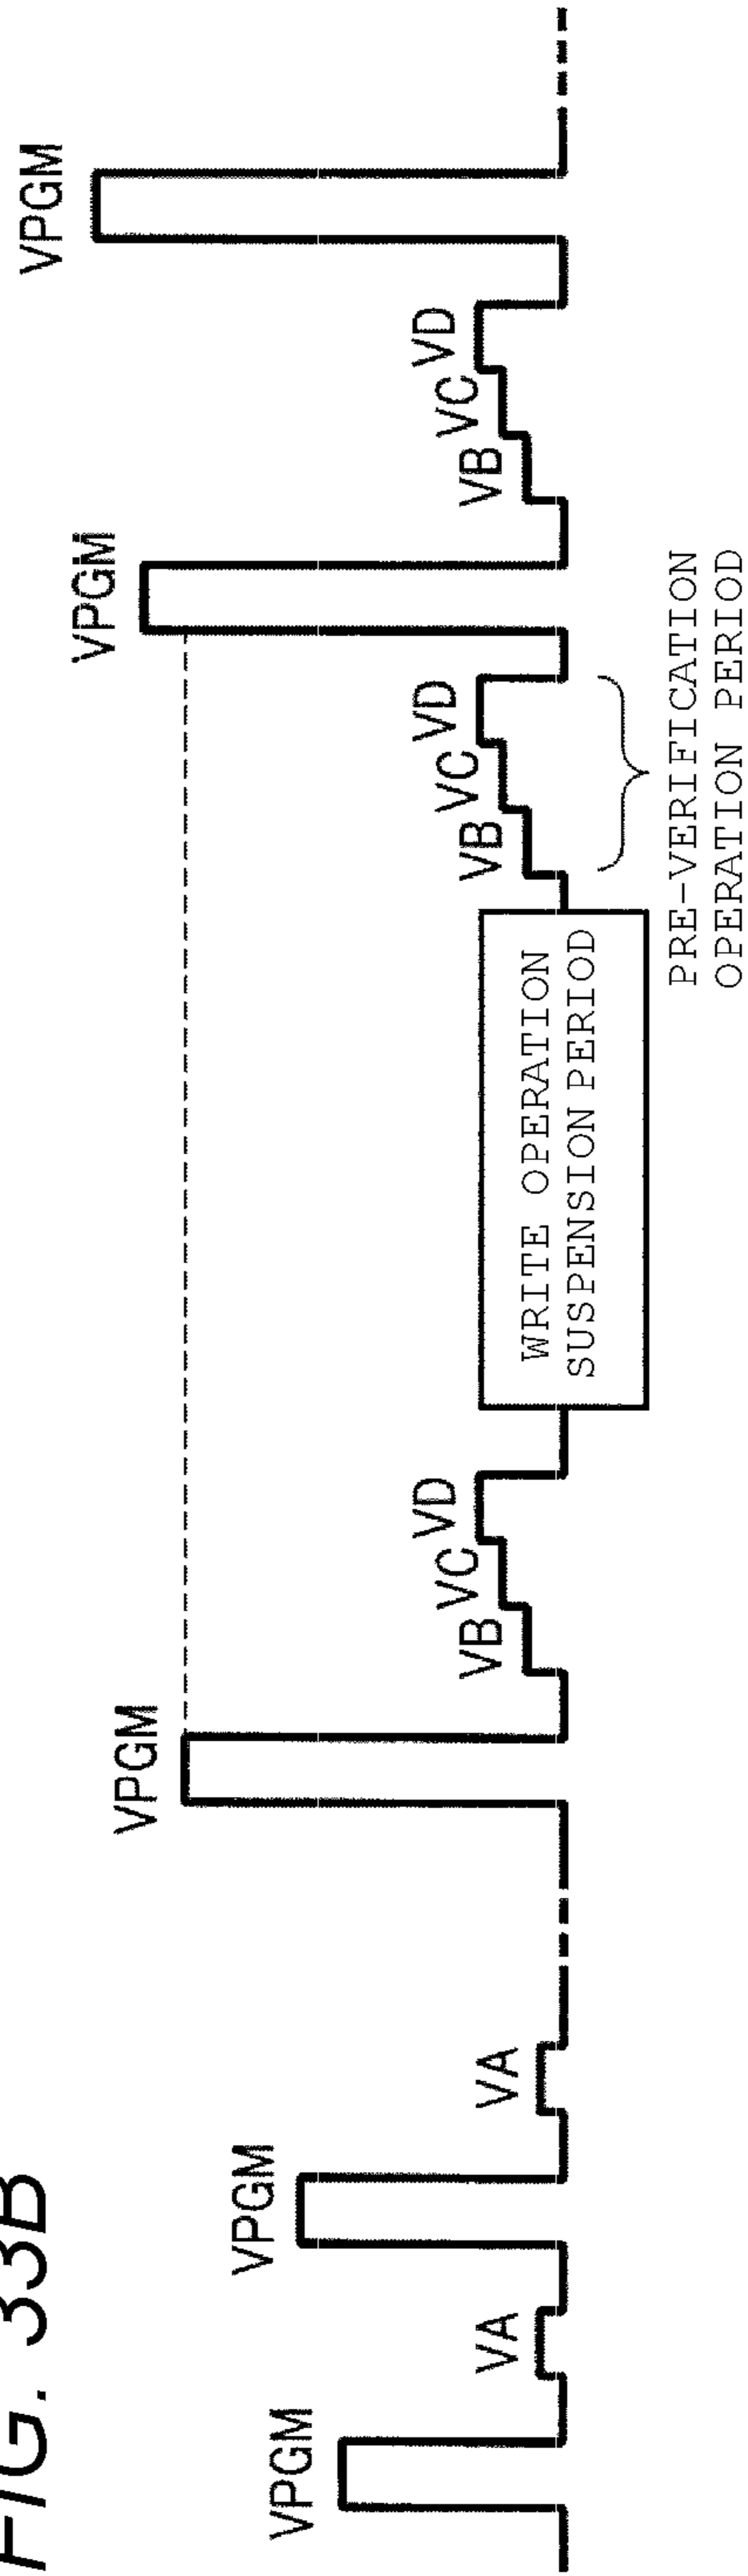 FIG. 33B
VPGM
VA
VPGM
VA
VPGM
VB
VC
VD
WRITE OPERATION
SUSPENSION PERIOD
VB
VC
VD
PRE-VERIFICATION
OPERATION PERIOD
VPGM
VB
VC
VD
VPGM